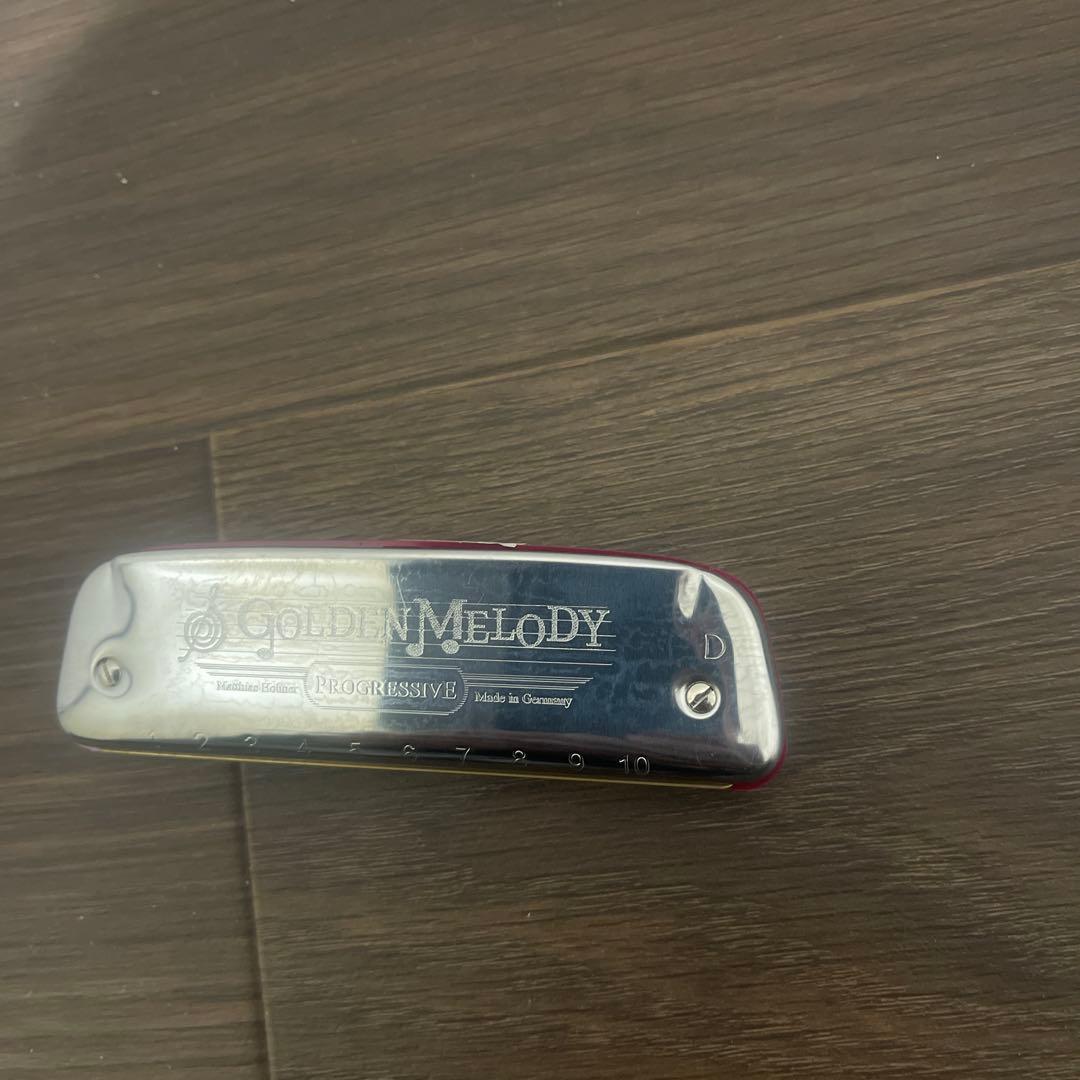 GOLDEN MELODY
D
Matthias Hohner PROGRESSIVE Made in Germany
1 2 3 4 5 6 7 8 9 10